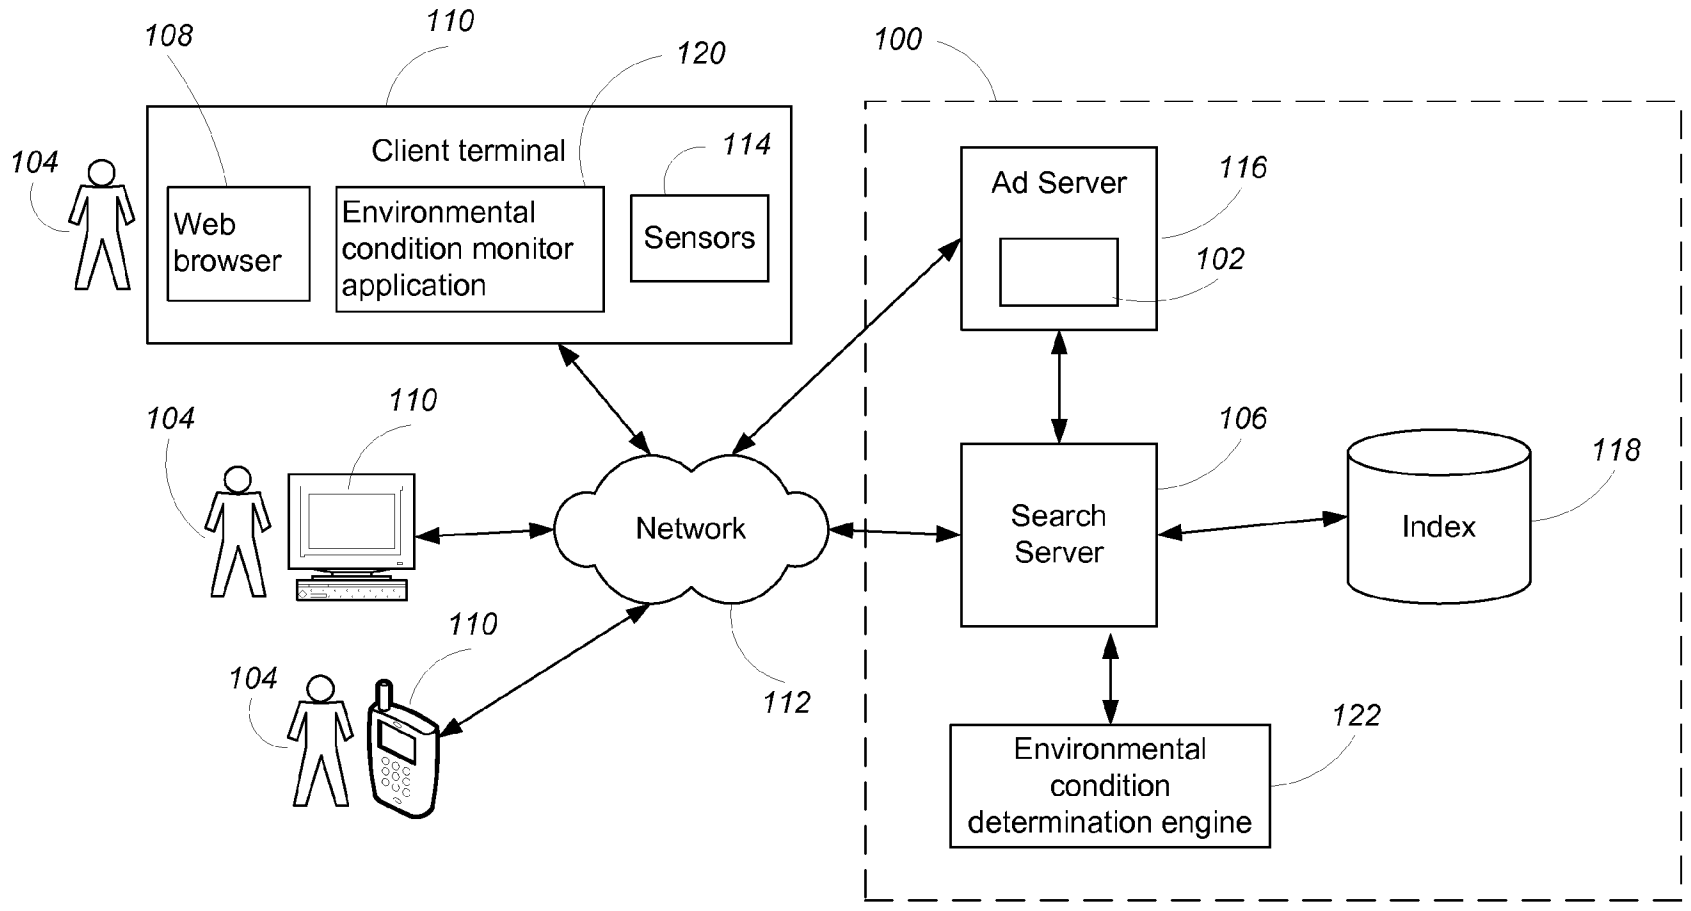 110
108
120
100
Client terminal
114
104
Ad Server
116
Web
browser
Environmental
condition monitor
application
Sensors
102
110
104
106
118
Network
Search
Server
Index
110
104
112
122
Environmental
condition
determination engine